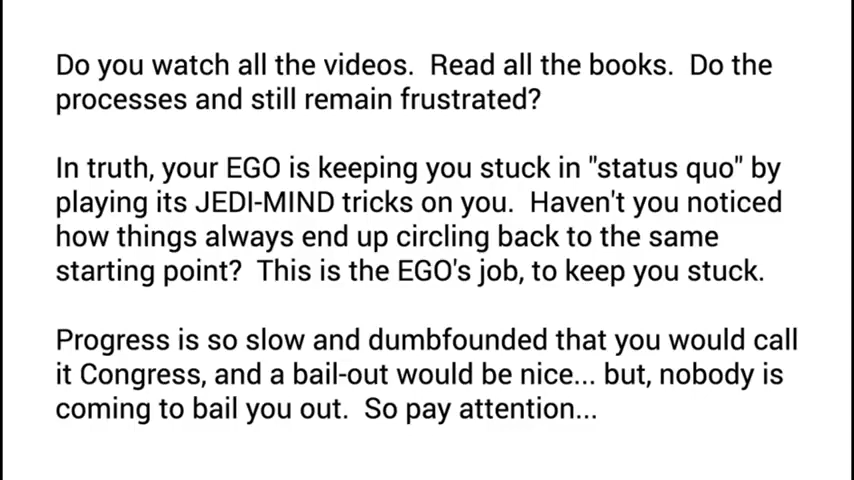 Do you watch all the videos.  Read all the books.  Do the
processes and still remain frustrated?
In truth, your EGO is keeping you stuck in "status quo" by
playing its JEDI-MIND tricks on you.  Haven't you noticed
how things always end up circling back to the same
starting point?  This is the EGO's job, to keep you stuck.
Progress is so slow and dumbfounded that you would call
it Congress, and a bail-out would be nice... but, nobody is
coming to bail you out.  So pay attention...